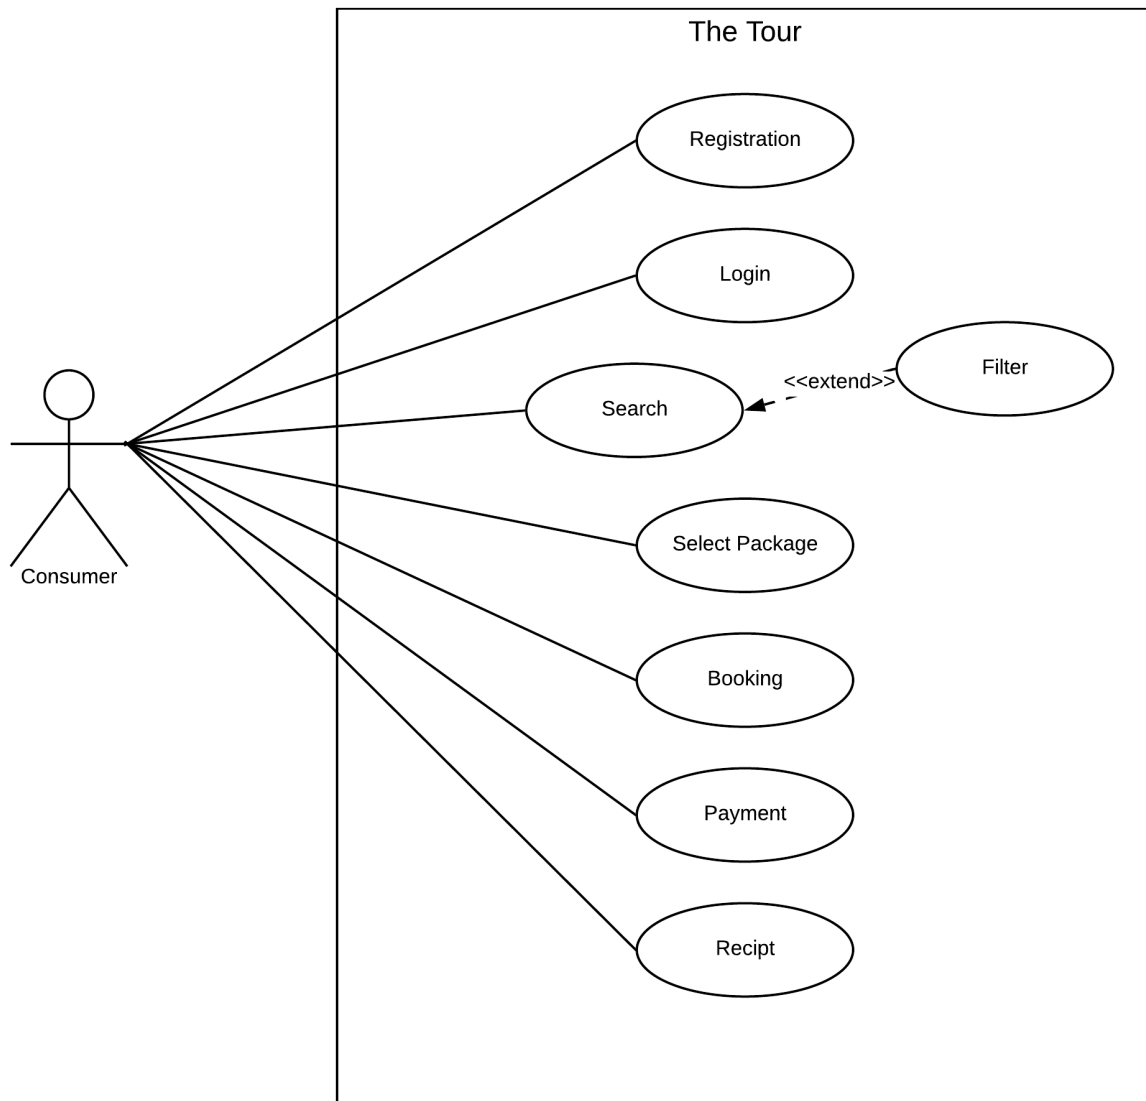 The Tour
Registration
Login
Filter
<<extend>>
Search
Select Package
Consumer
Booking
Payment
Recipt